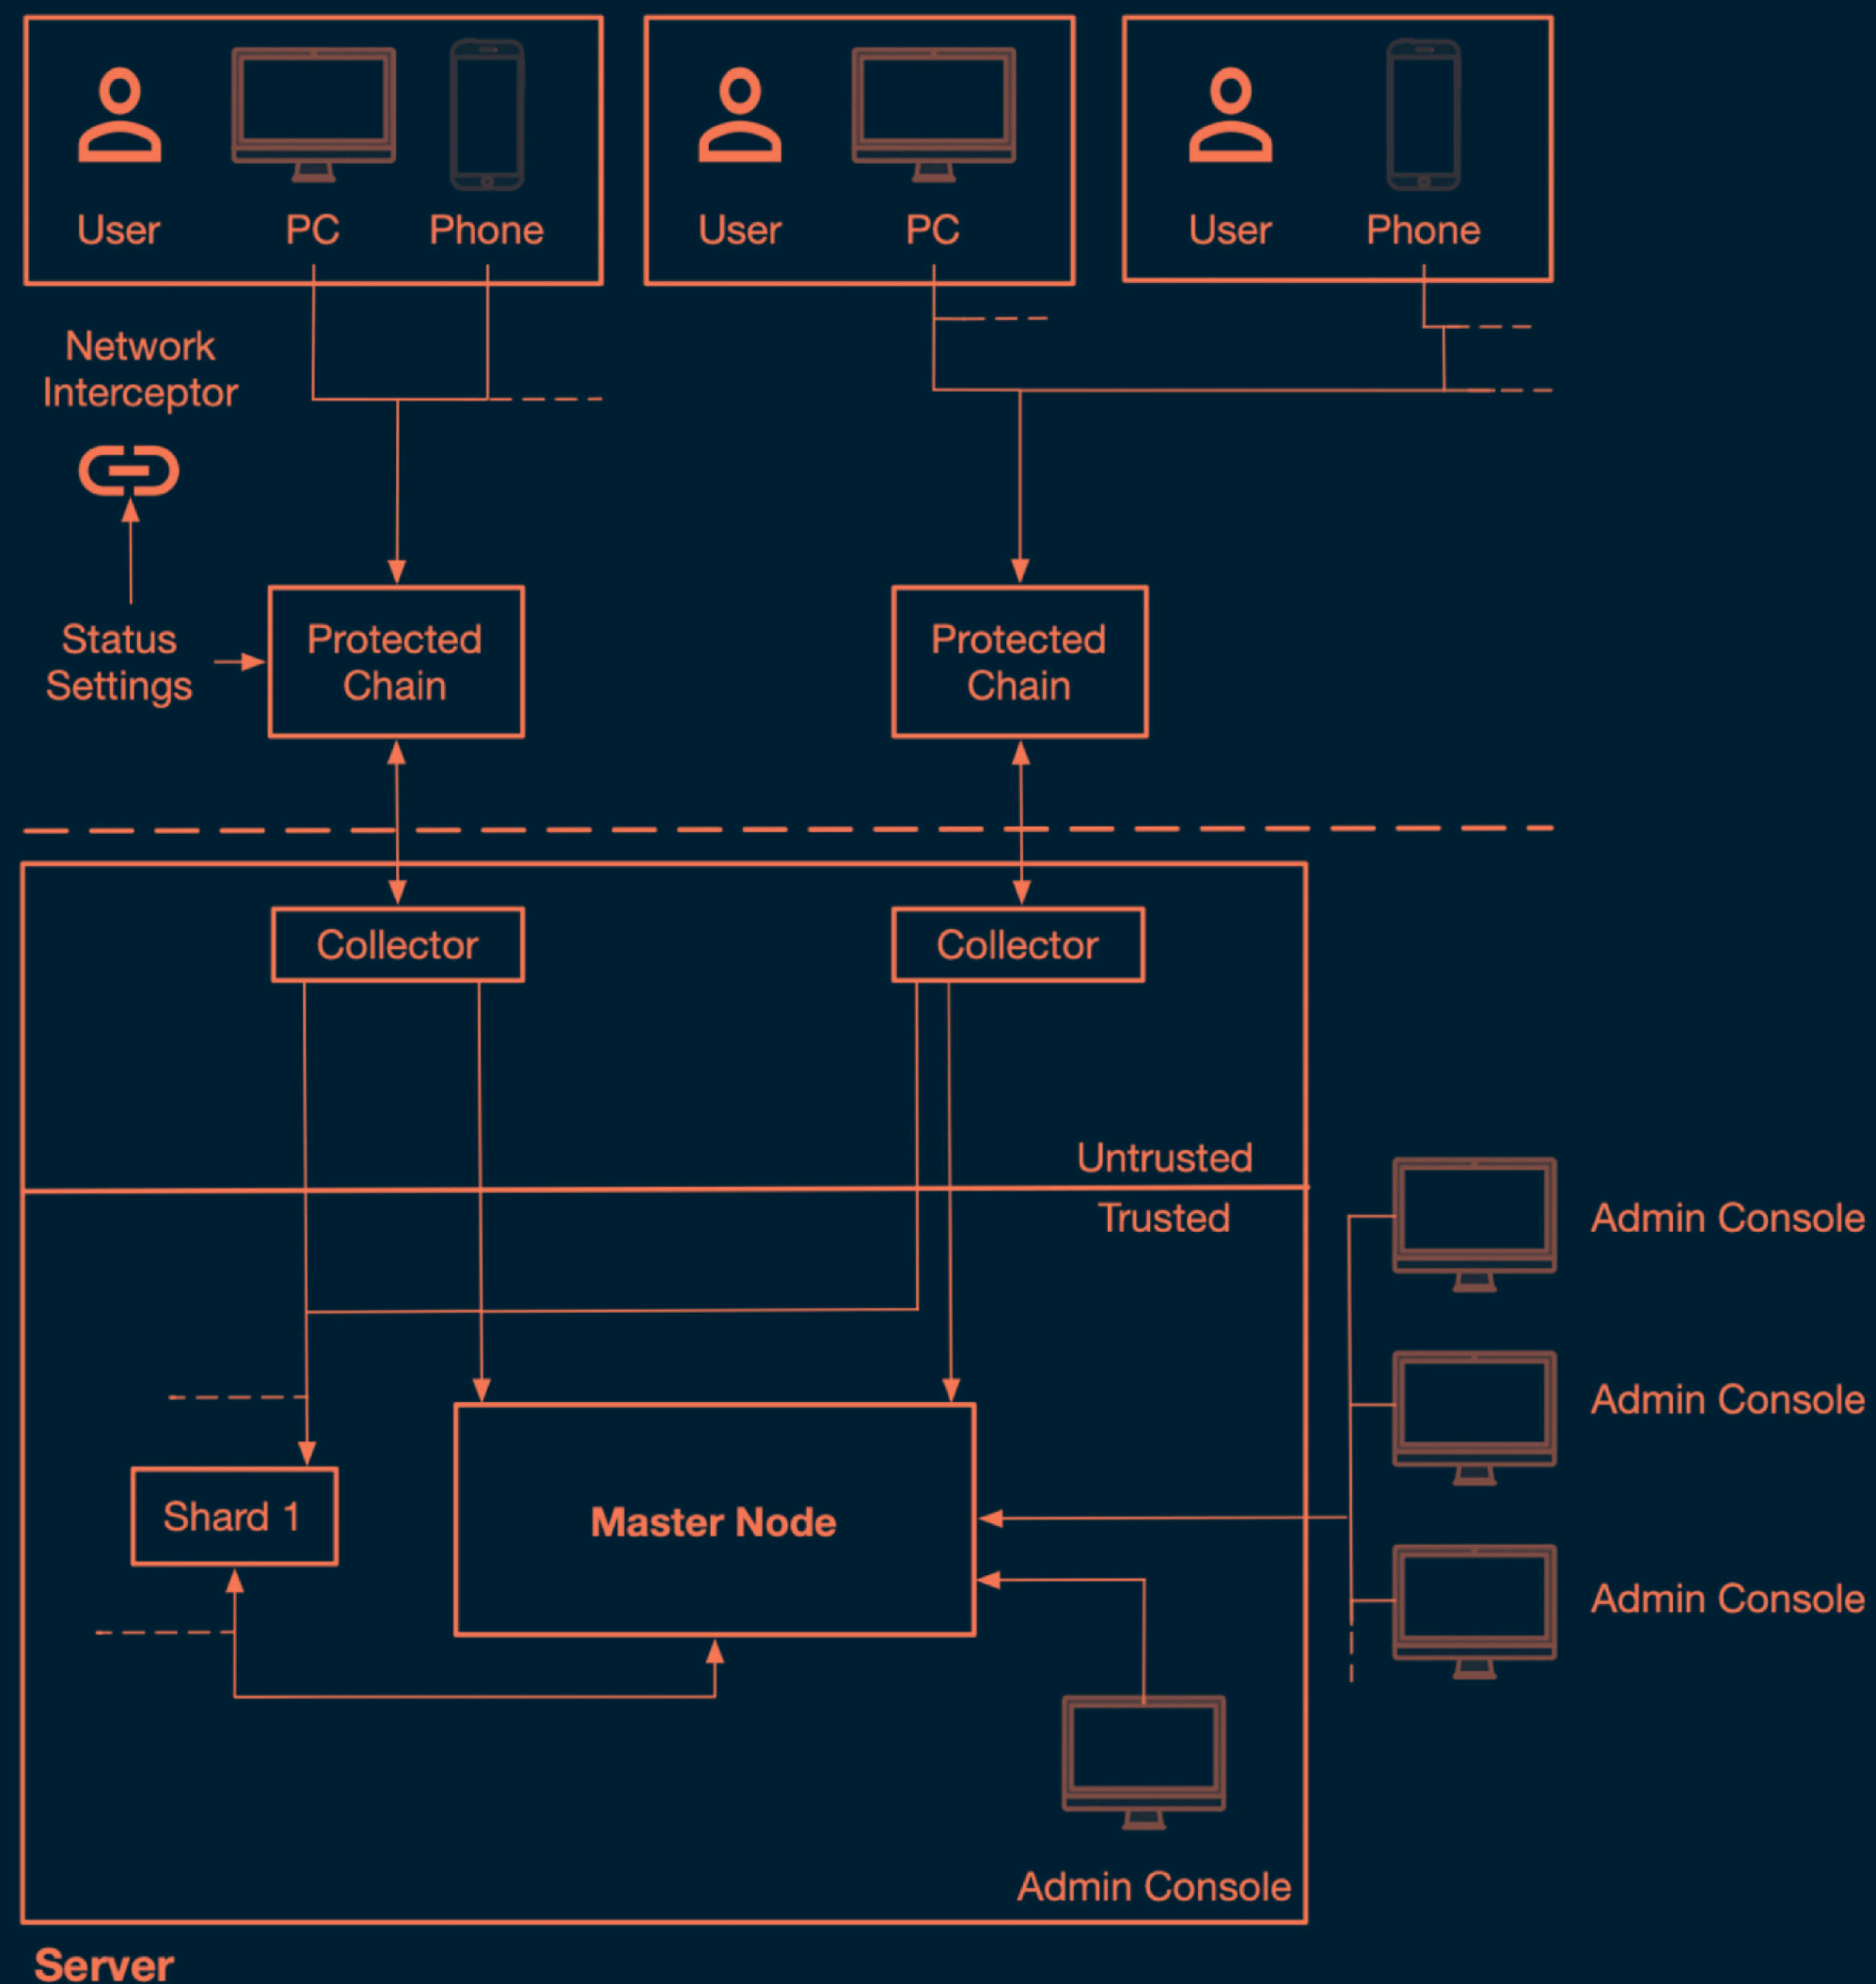 User
PC
Phone
User
PC
User
Phone
Network
Interceptor
Status
Settings
Protected
Chain
Protected
Chain
Collector
Collector
Untrusted
Trusted
Admin Console
Admin Console
Shard 1
Master Node
Admin Console
Admin Console
Server